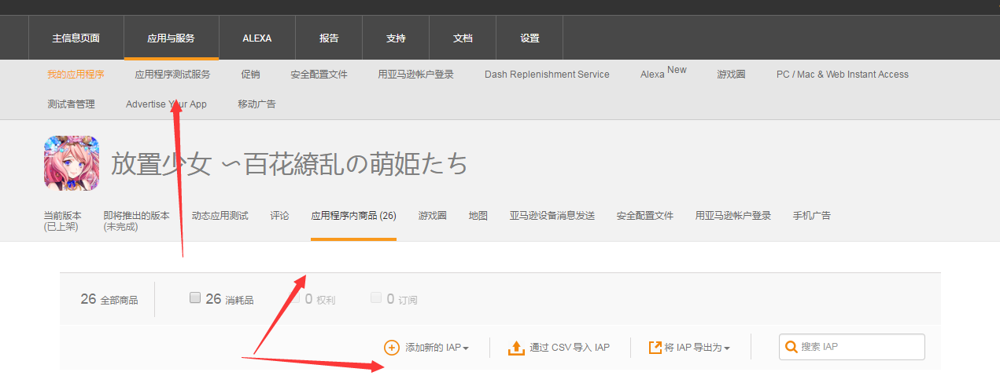 主信息页面 应用与服务 ALEXA 报告 支持 文档 设置
我的应用程序 应用程序测试服务 促销 安全配置文件 用亚马逊帐户登录 Dash Replenishment Service Alexa New 游戏圈 PC / Mac & Web Instant Access
测试者管理 Advertise Your App 移动广告
放置少女 ～百花繚乱の萌姫たち
当前版本 即将推出的版本 动态应用测试 评论 应用程序内商品 (26) 游戏圈 地图 亚马逊设备消息发送 安全配置文件 用亚马逊帐户登录 手机广告
(已上架) (未完成)
26 全部商品 26 消耗品 0 权利 0 订阅
添加新的 IAP 通过 CSV 导入 IAP 将 IAP 导出为 搜索 IAP